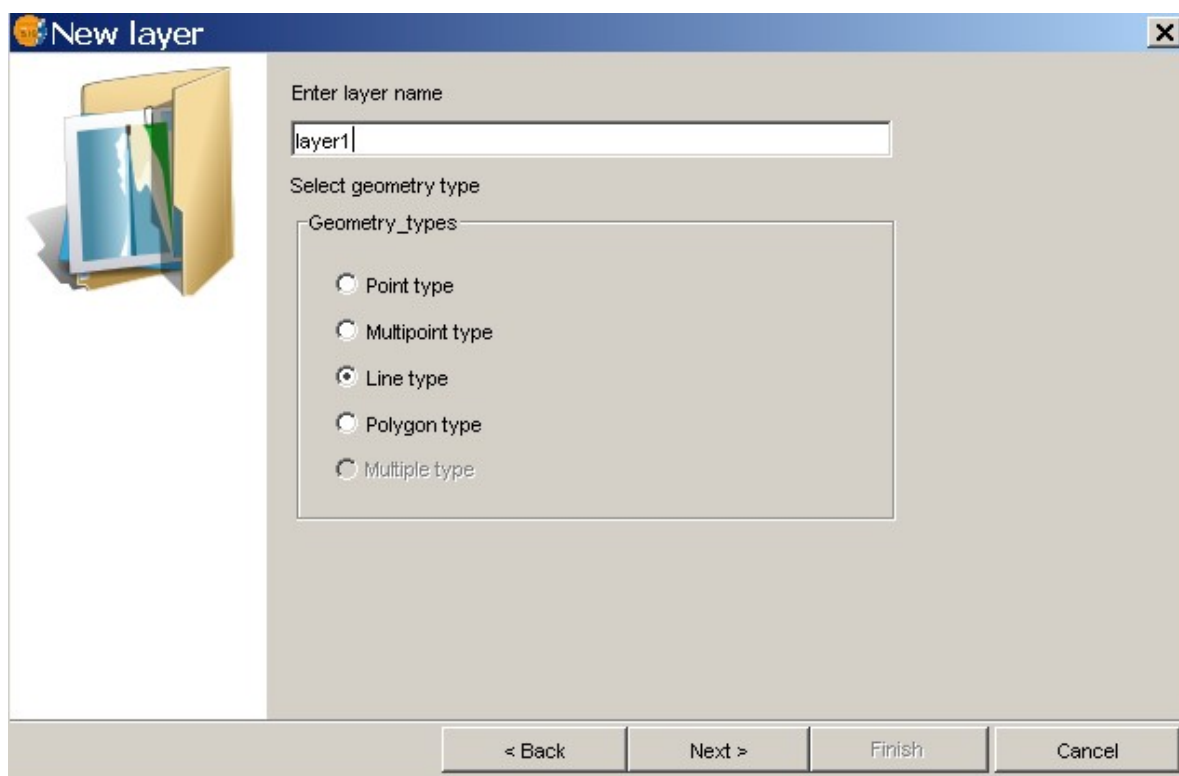 New layer
Enter layer name
layer1
Select geometry type
Geometry_types
Point type
Multipoint type
Line type
Polygon type
Multiple type
< Back
Next >
Finish
Cancel